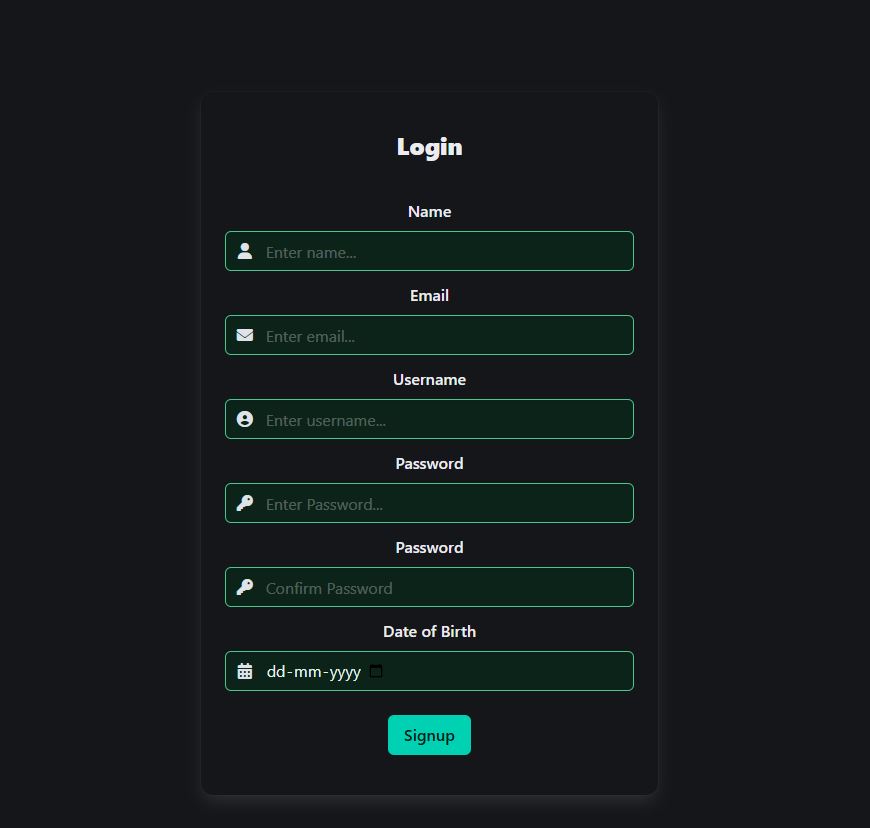 Login
Name
Enter name...
Email
Enter email...
Username
Enter username...
Password
Enter Password...
Password
Confirm Password
Date of Birth
dd-mm-yyyy
Signup